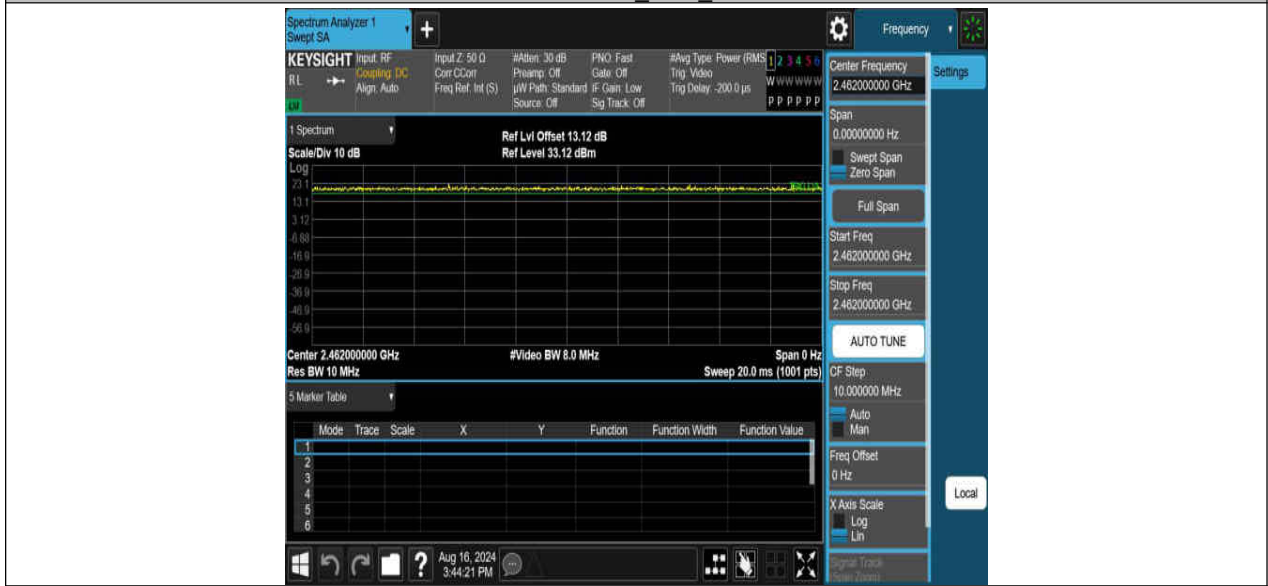 Spectrum Analyzer 1
Swept SA
+
Frequency
KEYSIGHT
RL
Input: RF
Coupling: DC
Align: Auto
Input Z: 50 Ω
Corr CCorr
Freq Ref: Int (S)
#Atten: 30 dB
Preamp: Off
µW Path: Standard
Source: Off
PNO: Fast
Gate: Off
IF Gain: Low
Sig Track: Off
#Avg Type: Power (RMS
Trig: Video
Trig Delay: -200.0 µs
1 2 3 4 5 6
W W W W W W
P P P P P P
1 Spectrum
Scale/Div 10 dB
Ref Lvl Offset 13.12 dB
Ref Level 33.12 dBm
Log
23.1
13.1
3.12
-6.88
-16.9
-26.9
-36.9
-46.9
-56.9
Center 2.462000000 GHz
#Video BW 8.0 MHz
Span 0 Hz
Res BW 10 MHz
Sweep 20.0 ms (1001 pts)
5 Marker Table
Mode Trace Scale X Y Function Function Width Function Value
1
2
3
4
5
6
Aug 16, 2024
3:44:21 PM
Center Frequency
2.462000000 GHz
Settings
Span
0.00000000 Hz
Swept Span
Zero Span
Full Span
Start Freq
2.462000000 GHz
Stop Freq
2.462000000 GHz
AUTO TUNE
CF Step
10.000000 MHz
Auto
Man
Freq Offset
0 Hz
X Axis Scale
Log
Lin
Signal Track
(Span Zoom)
Local